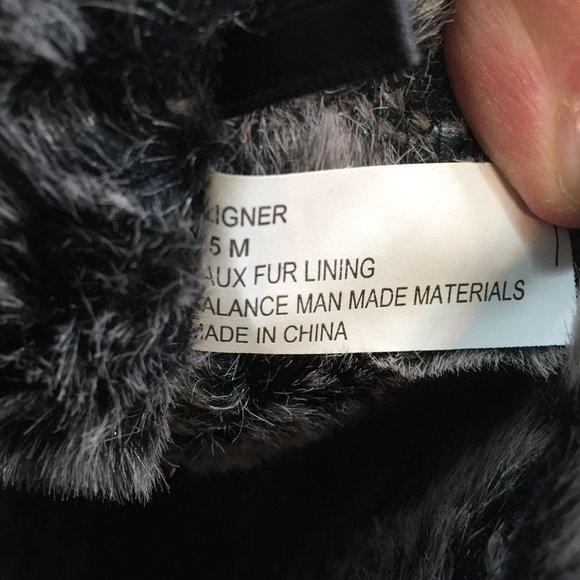 LIGNER
5 M
AUX FUR LINING
ALANCE MAN MADE MATERIALS
MADE IN CHINA